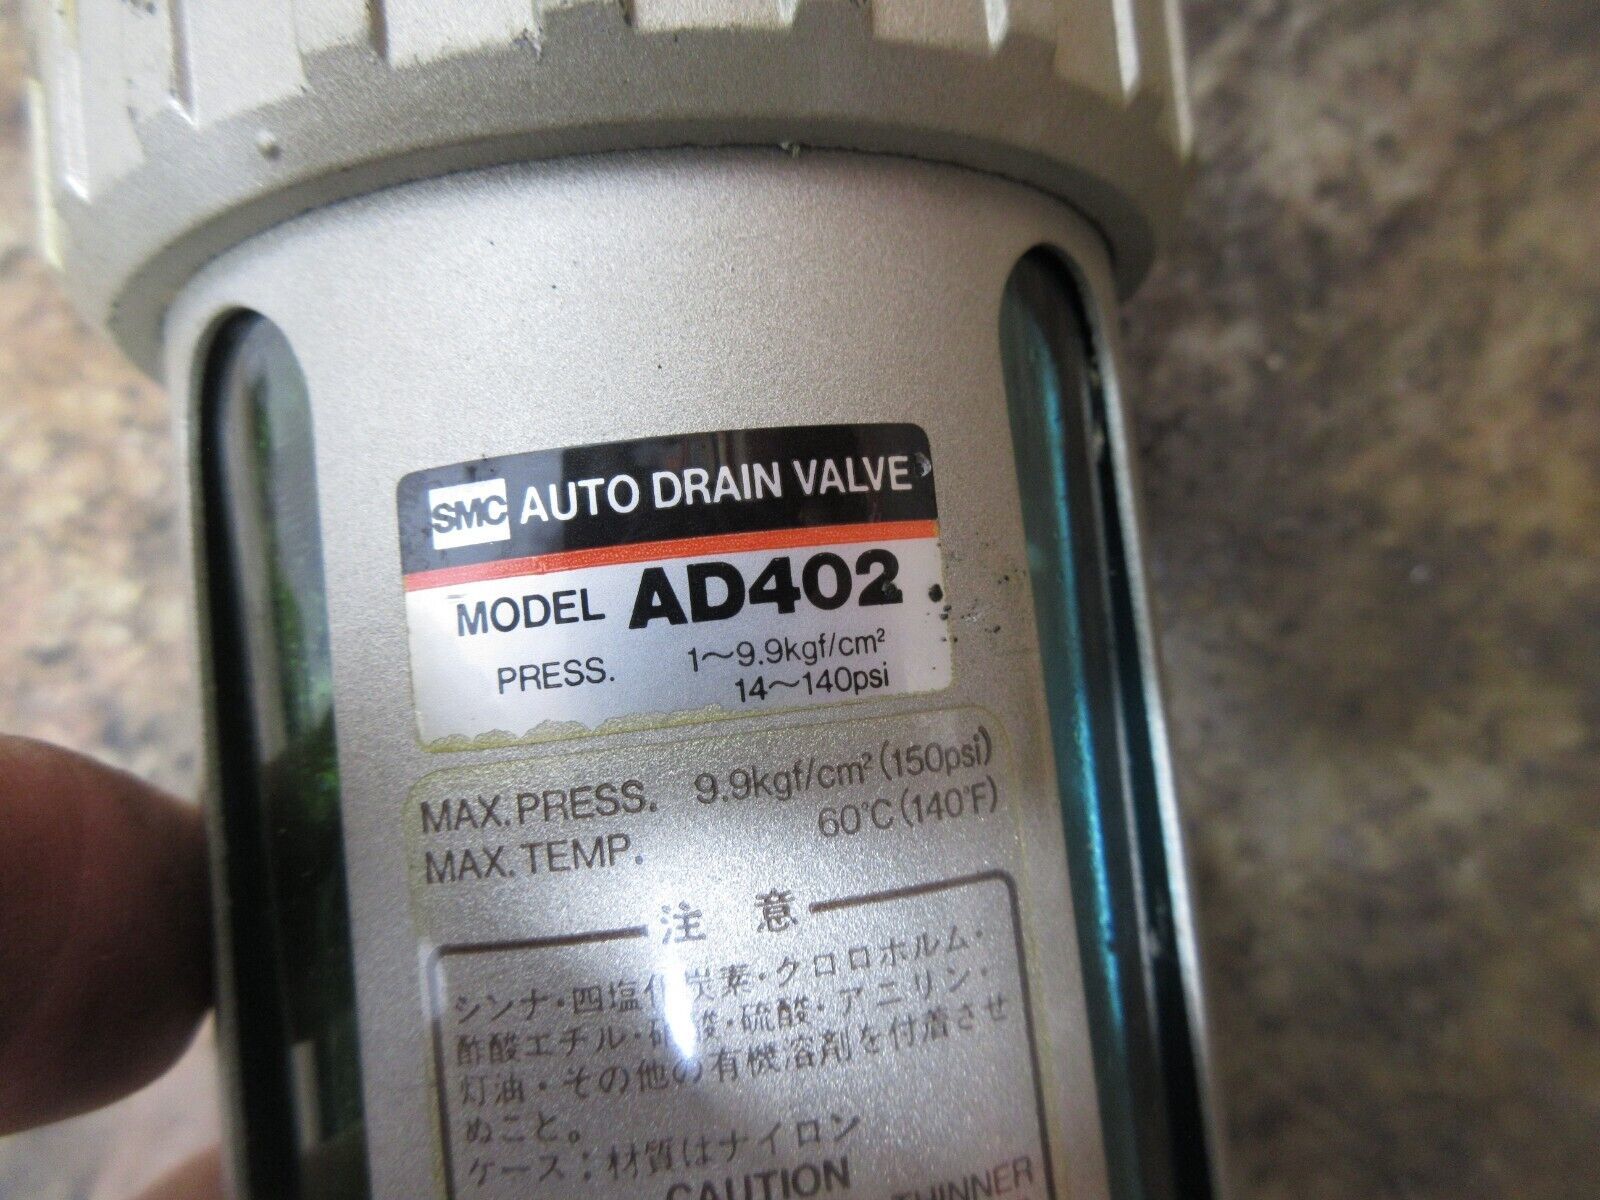 SMC AUTO DRAIN VALVE
MODEL AD402
PRESS. 1～9.9kgf/cm²
14～140psi
MAX. PRESS. 9.9kgf/cm² (150psi)
MAX. TEMP. 60℃ (140℉)
注 意
シンナ・四塩化炭素・クロロホルム・
酢酸エチル・硝酸・硫酸・アニリン・
灯油・その他の有機溶剤を付着させ
ぬこと。
ケース：材質はナイロン
CAUTION
THINNER